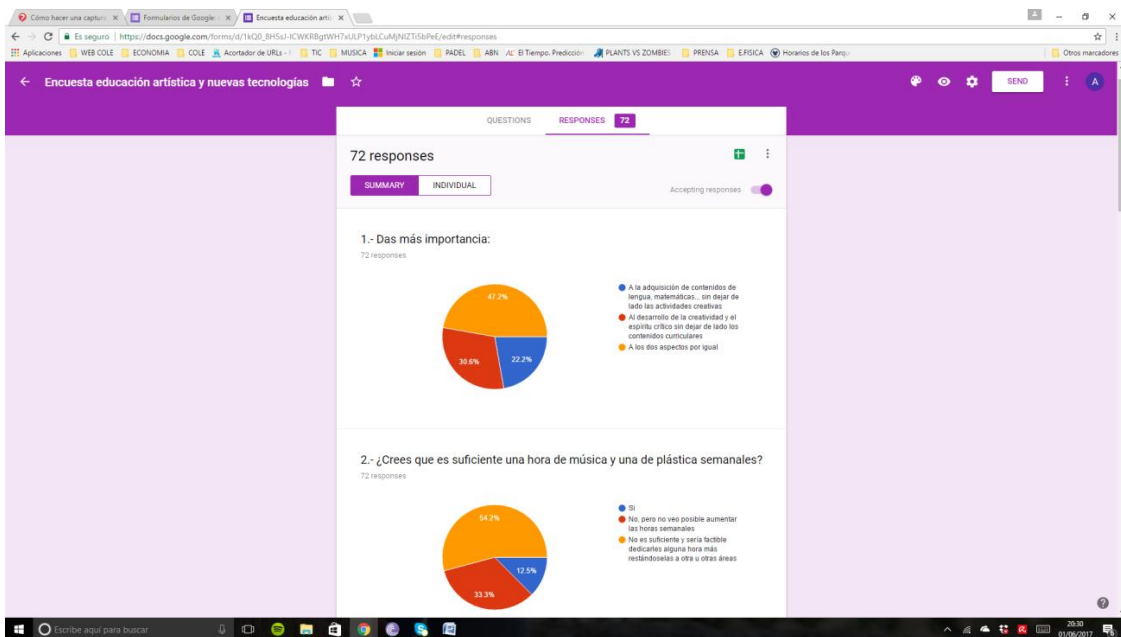 Cómo hacer una captura
Formularios de Google:
Encuesta educación artís
Es seguro | https://docs.google.com/forms/d/1kQ0_8HSsJ-ICWKRBgtWH7xULP1ybLCuMjNIZTi5bPeE/edit#responses
Aplicaciones WEB COLE ECONOMIA COLE Acortador de URLs - TIC MUSICA Iniciar sesión PADEL ABN El Tiempo. Predicción PLANTS VS ZOMBIES PRENSA E.FISICA Horarios de los Parqu Otros marcadores
Encuesta educación artística y nuevas tecnologías
SEND
A
QUESTIONS RESPONSES 72
72 responses
SUMMARY INDIVIDUAL
Accepting responses
1.- Das más importancia:
72 responses
47.2%
30.6%
22.2%
A la adquisición de contenidos de
lengua, matemáticas... sin dejar de
lado las actividades creativas
Al desarrollo de la creatividad y el
espíritu crítico sin dejar de lado los
contenidos curriculares
A los dos aspectos por igual
2.- ¿Crees que es suficiente una hora de música y una de plástica semanales?
72 responses
54.2%
12.5%
33.3%
Si
No, pero no veo posible aumentar
las horas semanales
No es suficiente y sería factible
dedicarles alguna hora más
restándoselas a otra u otras áreas
Escribe aquí para buscar
20:30
01/06/2017